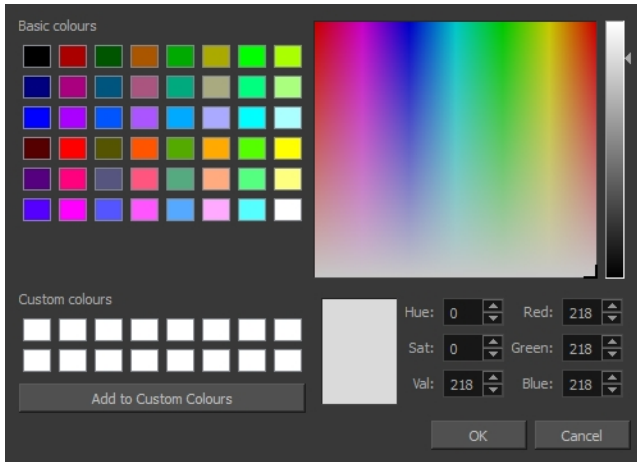 Basic colours
Custom colours
Add to Custom Colours
Hue: 0 Red: 218
Sat: 0 Green: 218
Val: 218 Blue: 218
OK Cancel